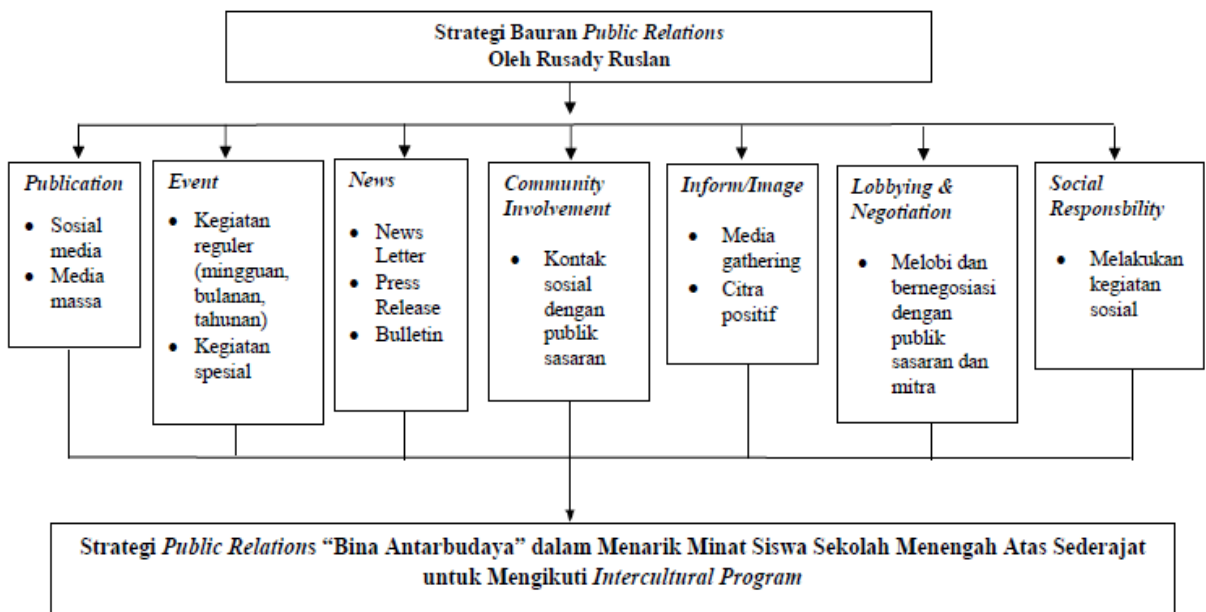 Strategi Bauran Public Relations
Oleh Rusady Ruslan
Publication
• Sosial
media
• Media
massa
Event
• Kegiatan
reguler
(mingguan,
bulanan,
tahunan)
• Kegiatan
spesial
News
• News
Letter
• Press
Release
• Bulletin
Community
Involvement
• Kontak
sosial
dengan
publik
sasaran
Inform/Image
• Media
gathering
• Citra
positif
Lobbying &
Negotiation
• Melobi dan
bernegosiasi
dengan
publik
sasaran dan
mitra
Social
Responsbility
• Melakukan
kegiatan
sosial
Strategi Public Relations “Bina Antarbudaya” dalam Menarik Minat Siswa Sekolah Menengah Atas Sederajat
untuk Mengikuti Intercultural Program